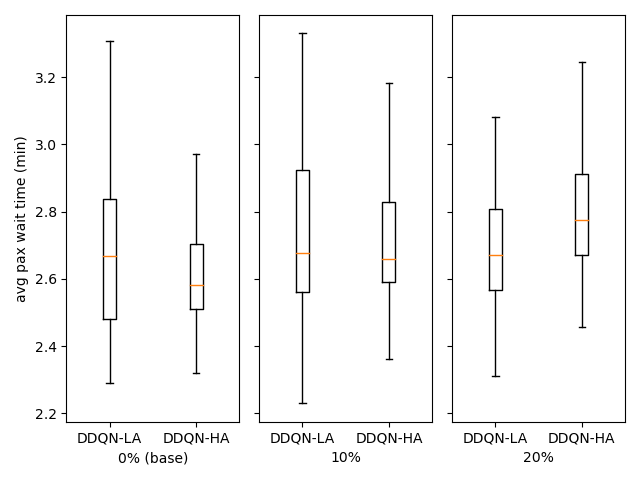 avg pax wait time (min)
3.2
3.0
2.8
2.6
2.4
2.2
DDQN-LA DDQN-HA DDQN-LA DDQN-HA DDQN-LA DDQN-HA
0% (base) 10% 20%